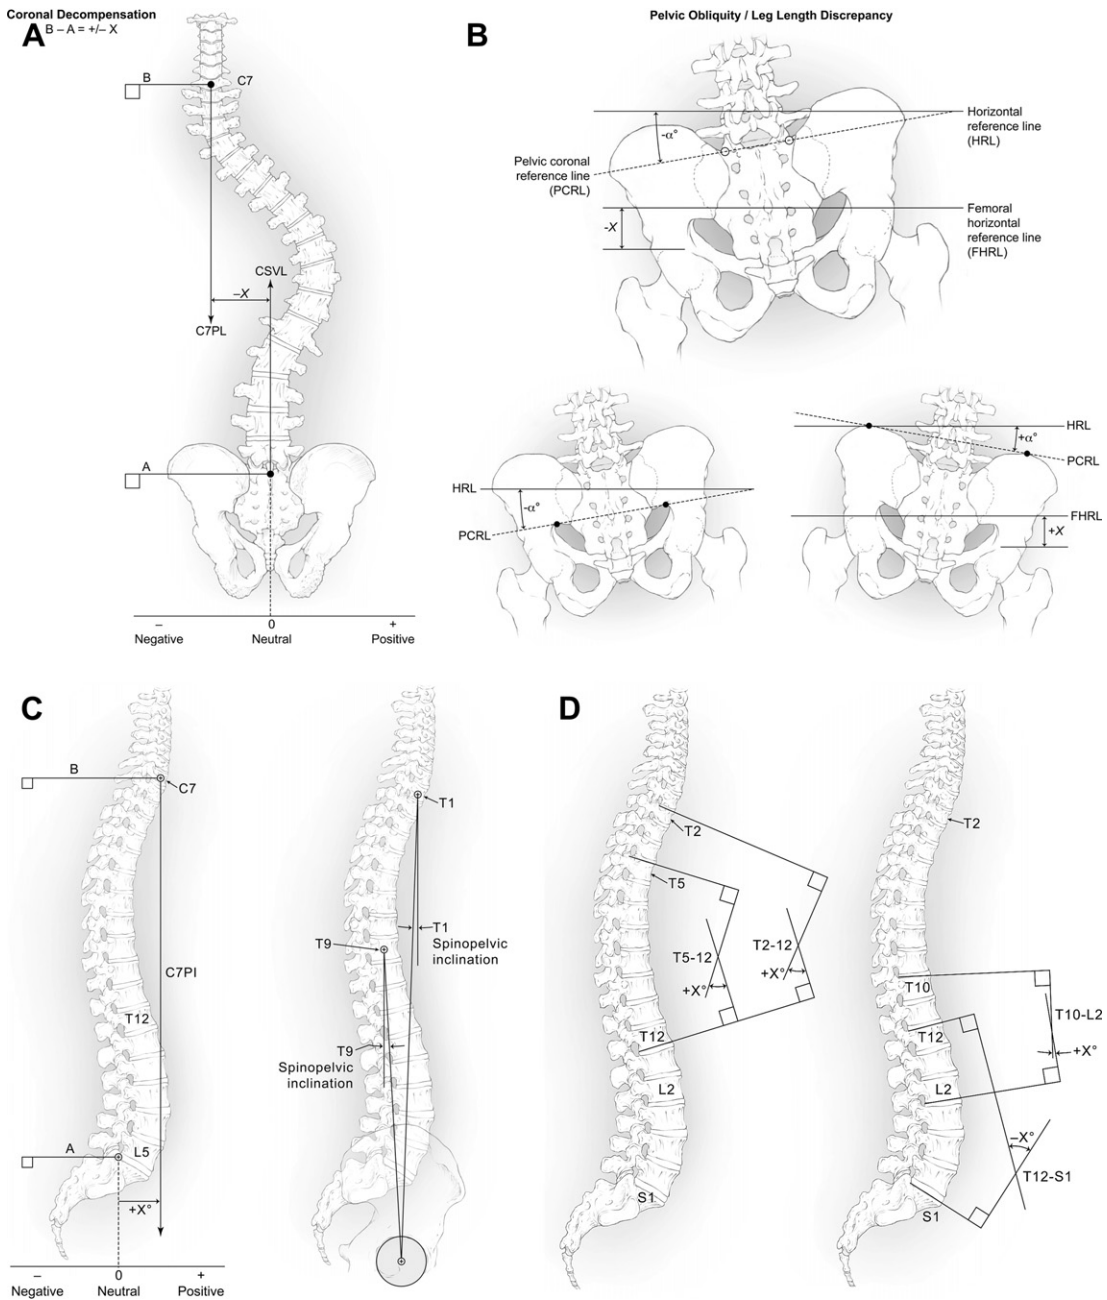 Coronal Decompensation
A B – A = +/– X
B
C7
CSVL
–X
C7PL
A
– 0 +
Negative Neutral Positive
B
Pelvic Obliquity / Leg Length Discrepancy
Horizontal
reference line
(HRL)
-α°
Pelvic coronal
reference line
(PCRL)
Femoral
horizontal
reference line
(FHRL)
-X
HRL
-α°
PCRL
HRL
+α°
PCRL
FHRL
+X
C
B
C7
C7PI
T12
L5
A
+X°
– 0 +
Negative Neutral Positive
T1
T1
Spinopelvic
inclination
T9
T9
Spinopelvic
inclination
D
T2
T5
T5-12
T2-12
+X°
+X°
T12
L2
S1
T2
T10
T10-L2
T12
+X°
L2
–X°
T12-S1
S1